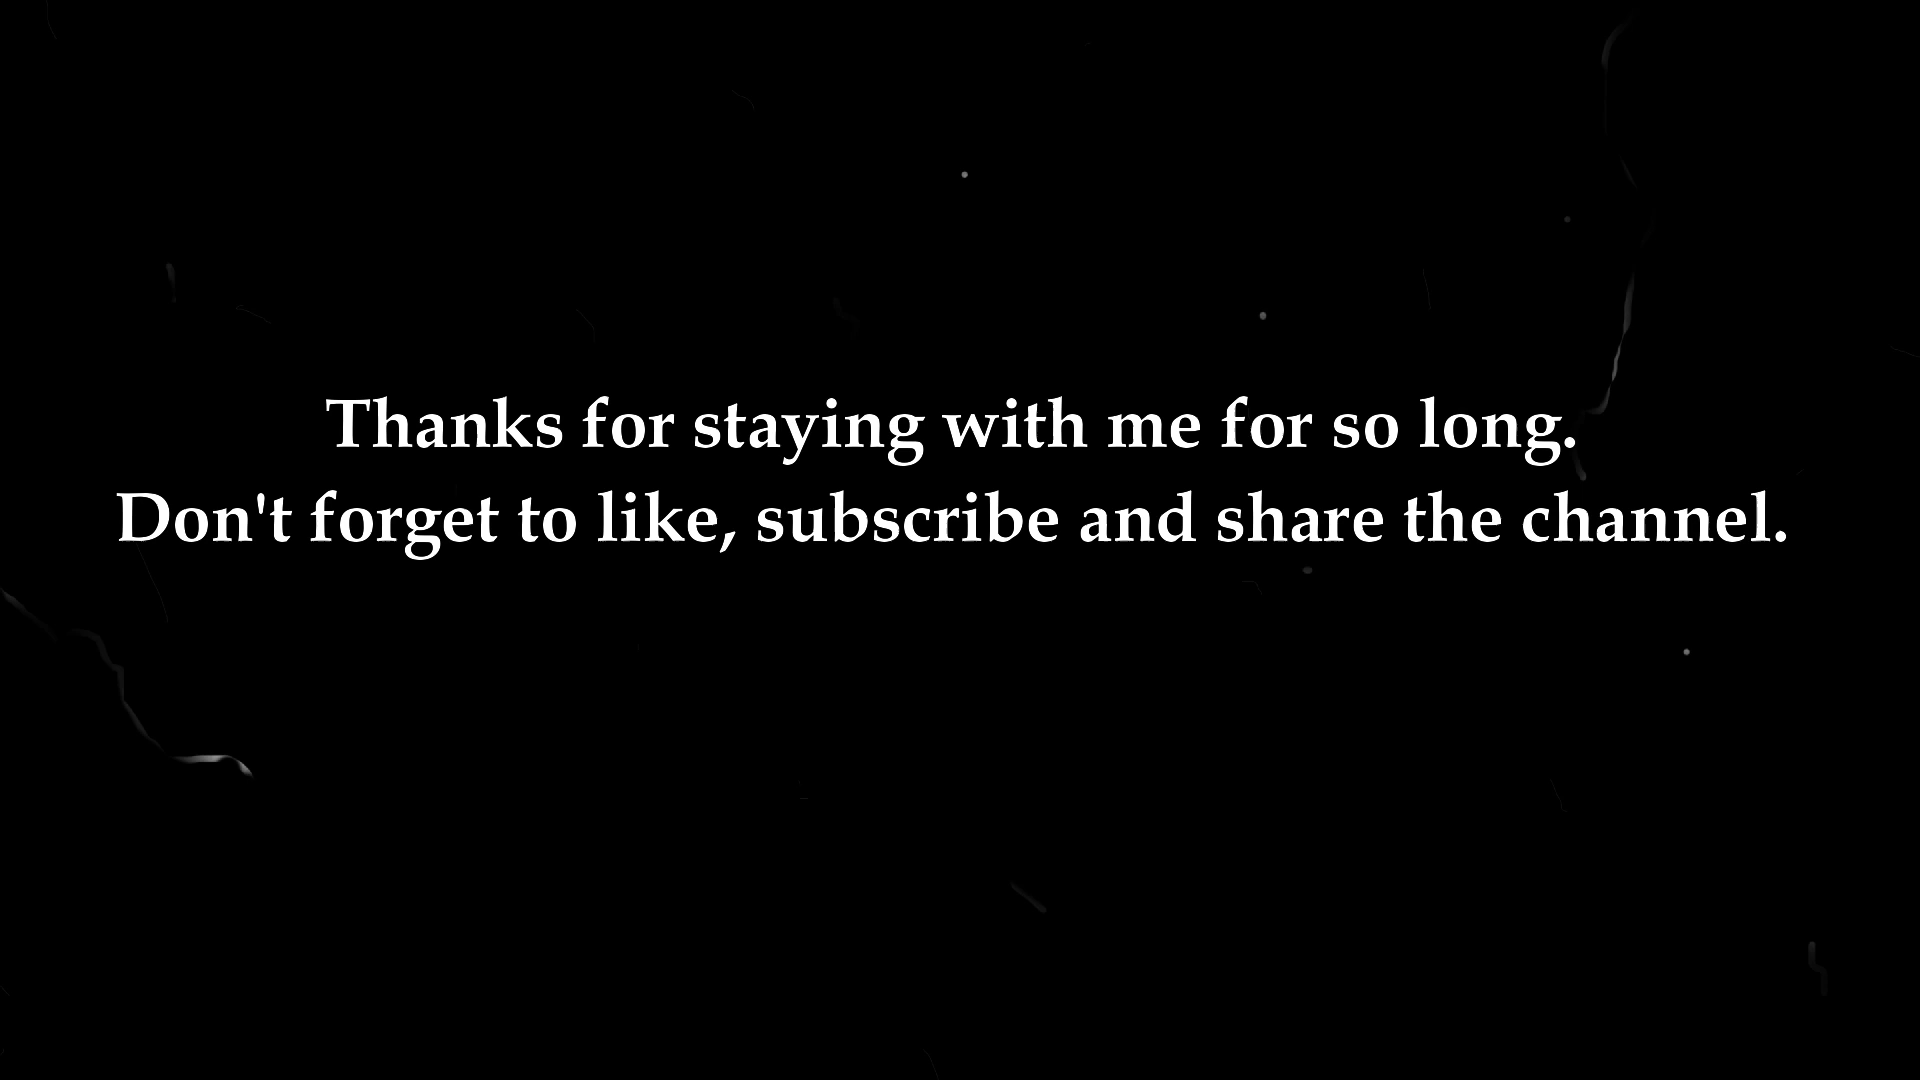 Thanks for staying with me for so long.
Don't forget to like, subscribe and share the channel.